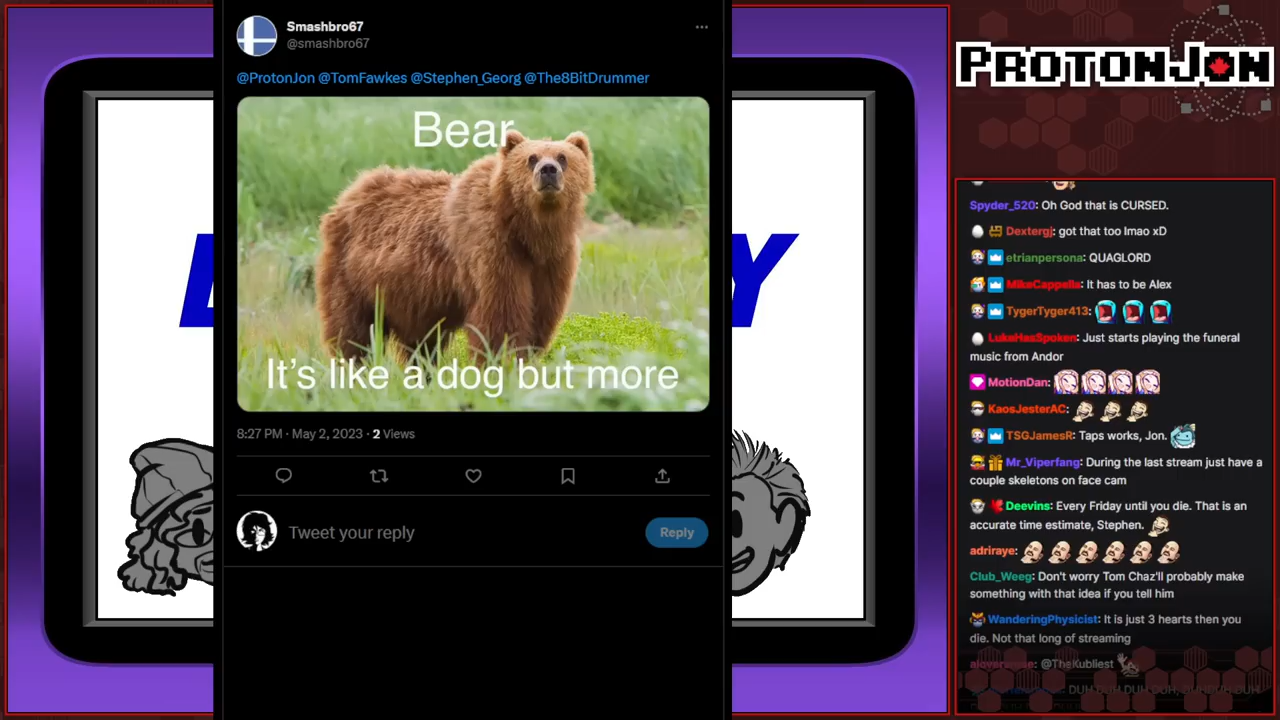 Smashbro67
@smashbro67
@ProtonJon @TomFawkes @Stephen_Georg @The8BitDrummer
Bear
It's like a dog but more
8:27 PM · May 2, 2023 · 2 Views
Tweet your reply
Reply
Y
PROTONJON
Spyder_520: Oh God that is CURSED.
Dextergj: got that too lmao xD
etrianpersona: QUAGLORD
MikeCappella: It has to be Alex
TygerTyger413:
LukeHasSpoken: Just starts playing the funeral
music from Andor
MotionDan:
KaosJesterAC:
TSGJamesR: Taps works, Jon.
Mr_Viperfang: During the last stream just have a
couple skeletons on face cam
Deevins: Every Friday until you die. That is an
accurate time estimate, Stephen.
adriraye:
Club_Weeg: Don't worry Tom Chaz'll probably make
something with that idea if you tell him
WanderingPhysicist: It is just 3 hearts then you
die. Not that long of streaming
@TheKubliest